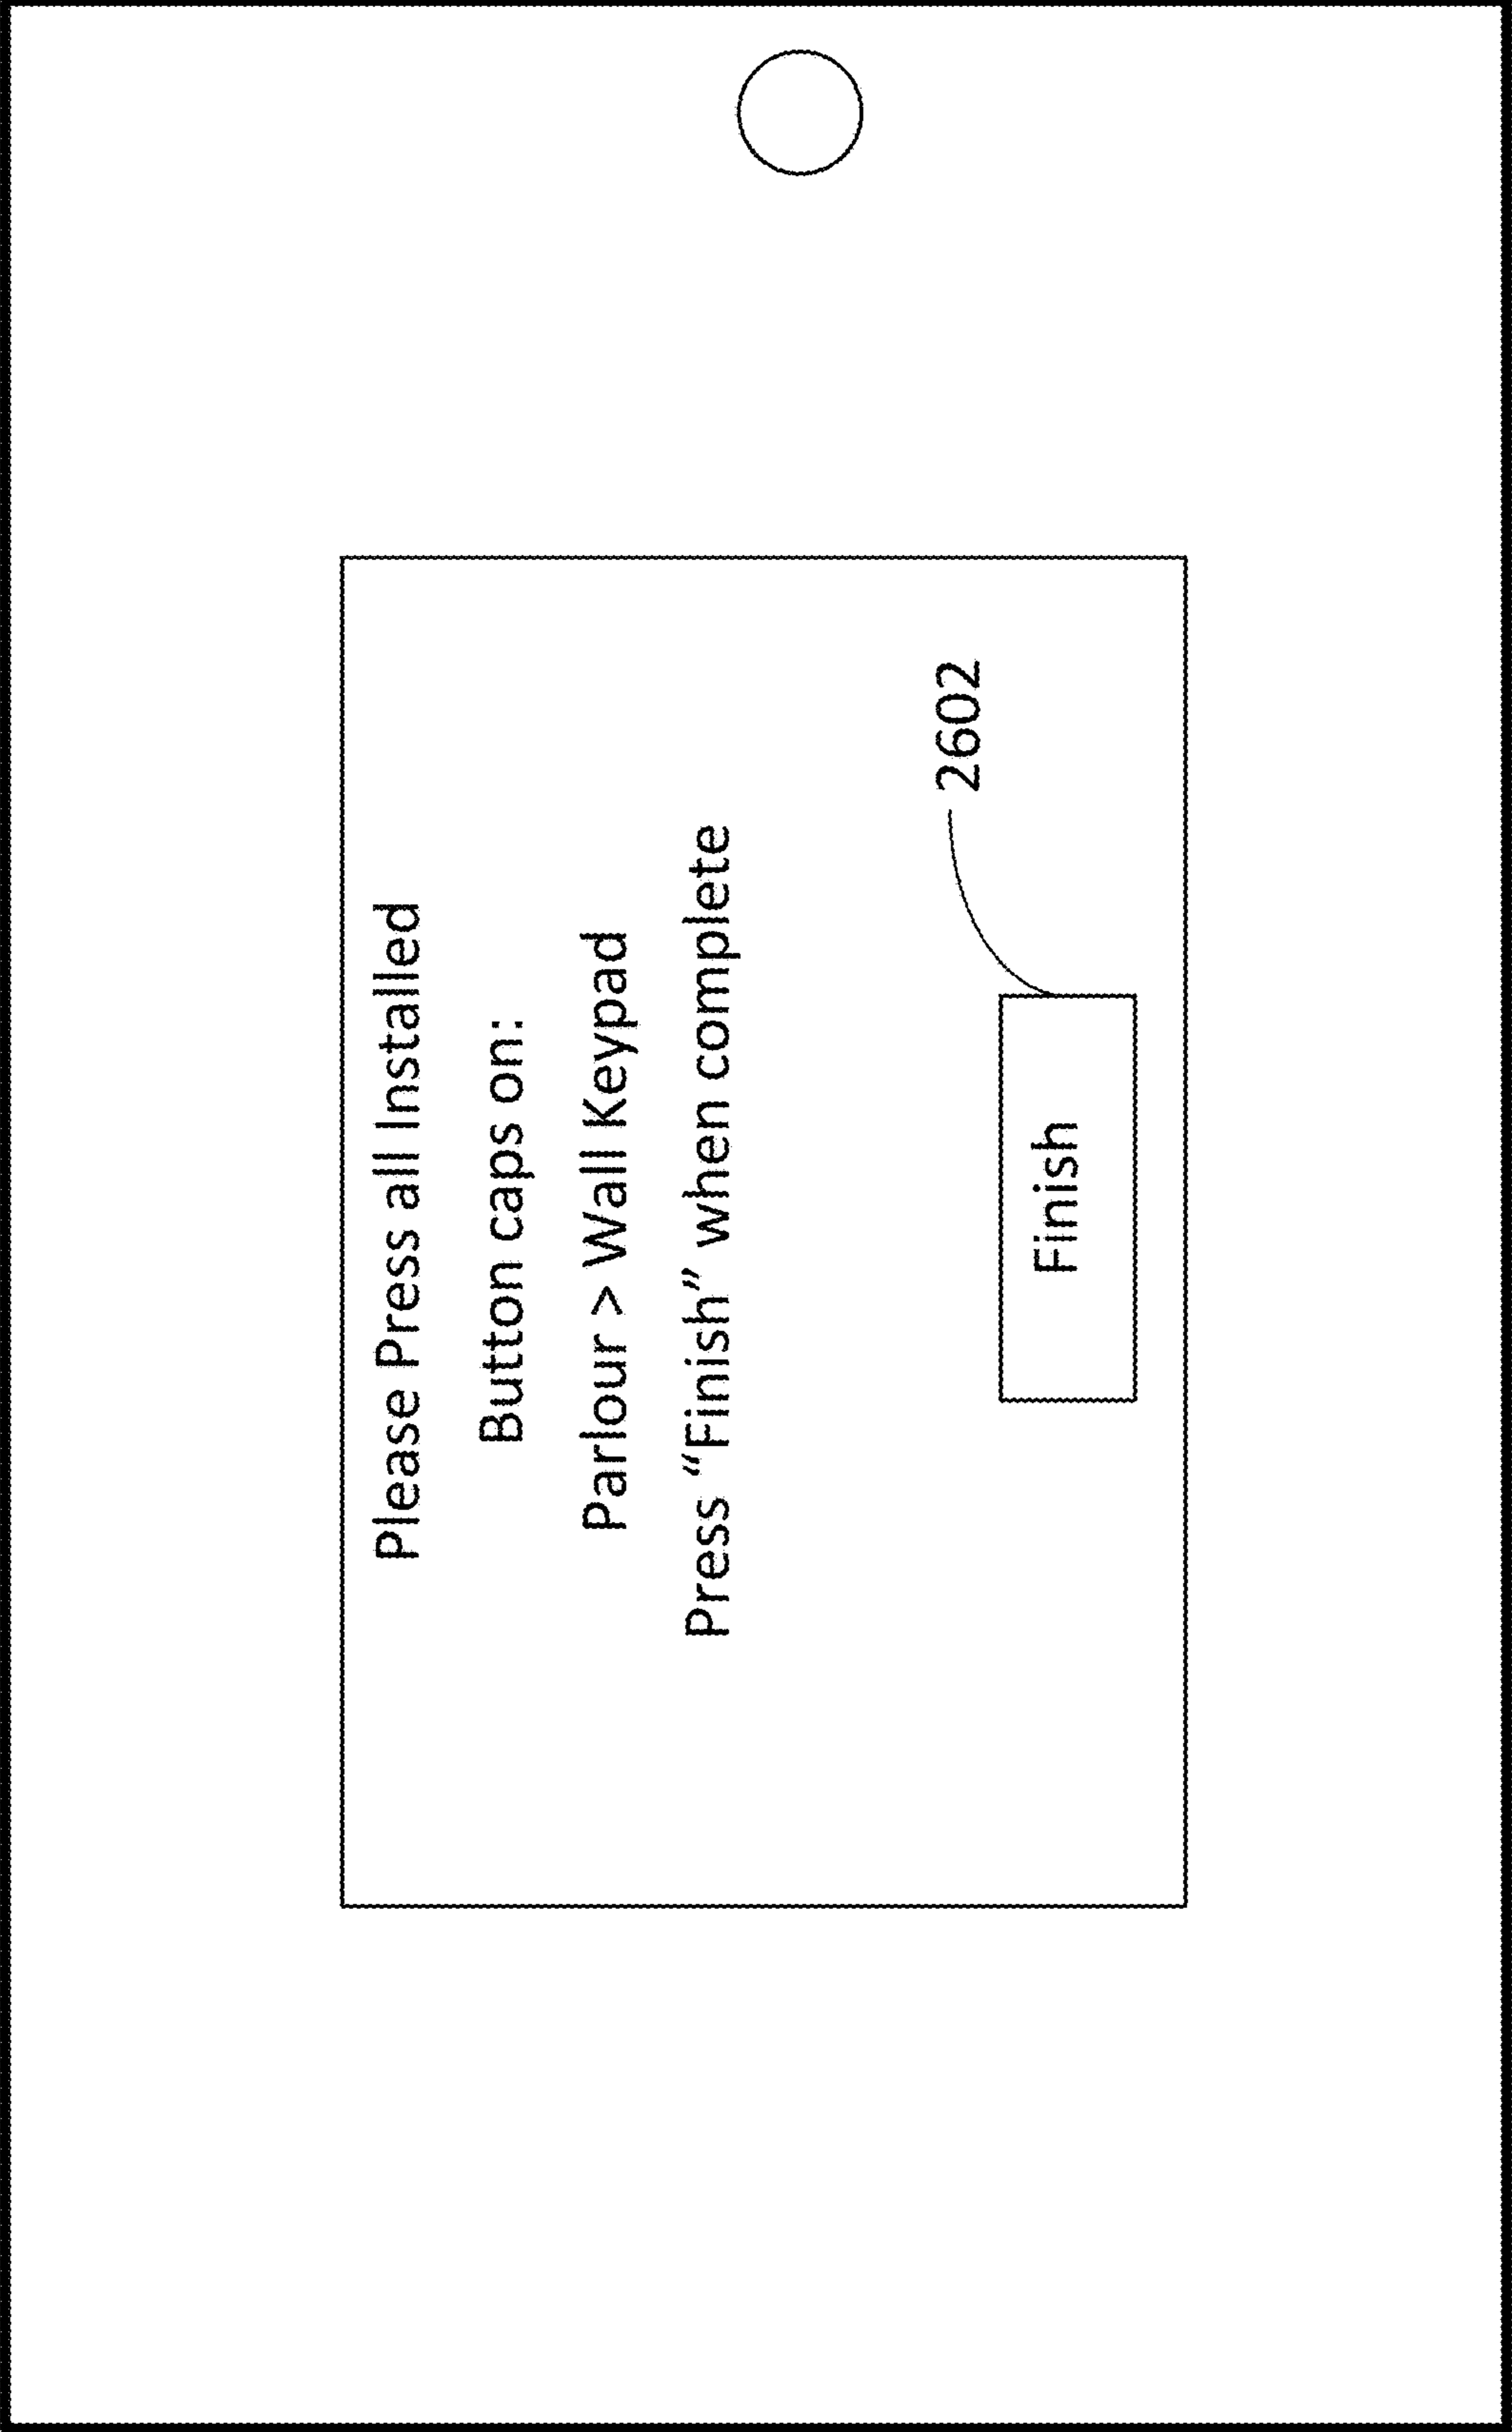 Please Press all Installed
Button caps on:
Parlour > Wall Keypad
Press “Finish” when complete
2602
Finish